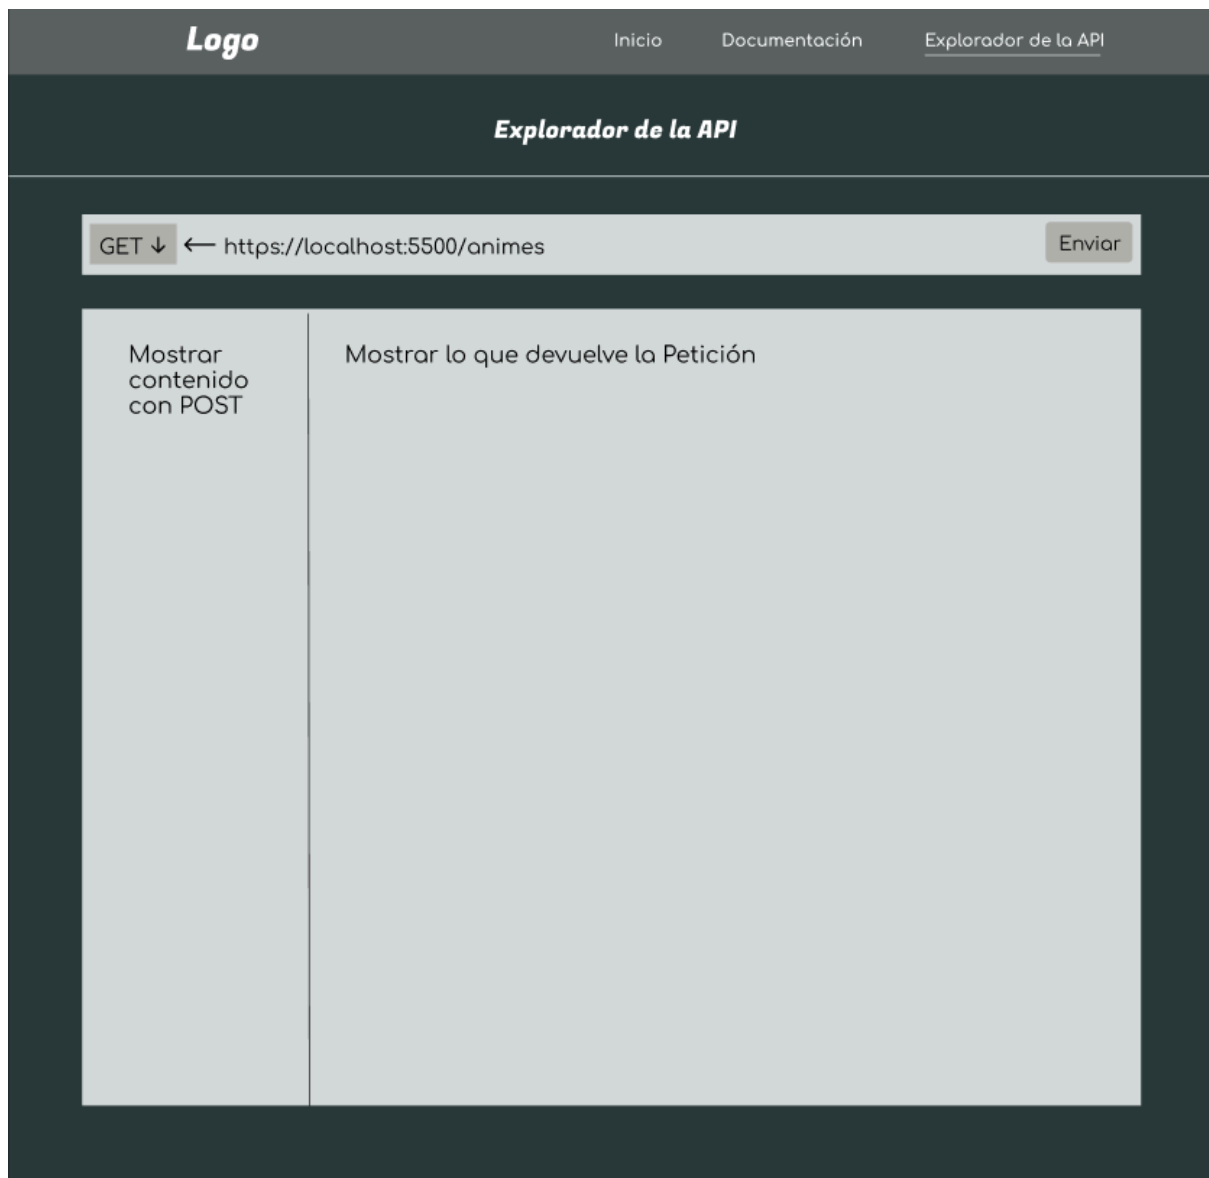 Logo
Inicio Documentación Explorador de la API
Explorador de la API
GET ↓ ← https://localhost:5500/animes Enviar
Mostrar
contenido
con POST
Mostrar lo que devuelve la Petición